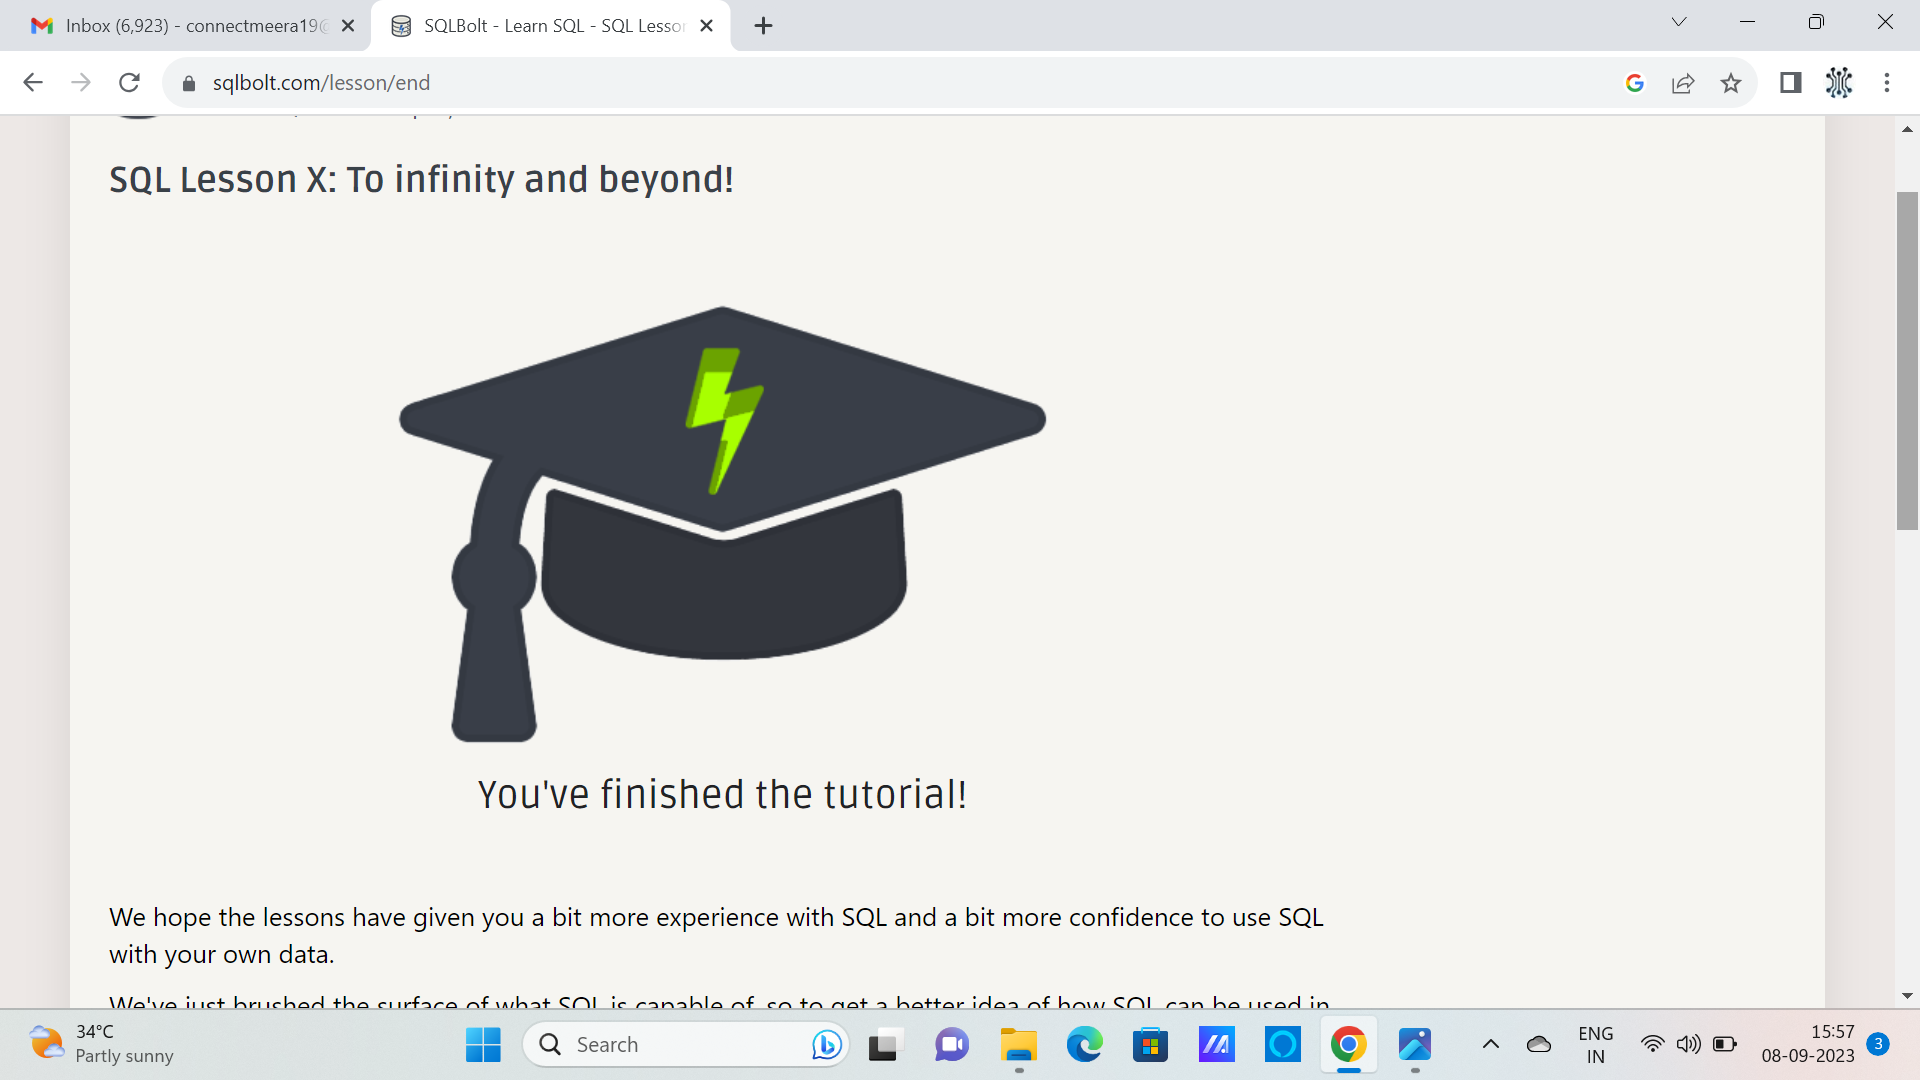 Inbox (6,923) - connectmeera19@
SQLBolt - Learn SQL - SQL Lesson
sqlbolt.com/lesson/end
SQL Lesson X: To infinity and beyond!
You've finished the tutorial!
We hope the lessons have given you a bit more experience with SQL and a bit more confidence to use SQL
with your own data.
We've just brushed the surface of what SQL is capable of, so to get a better idea of how SQL can be used in
34°C
Partly sunny
Search
ENG
IN
15:57
08-09-2023
3